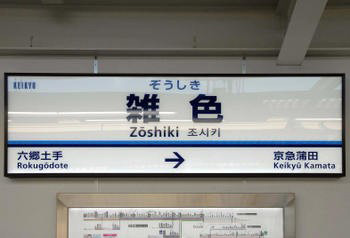 KEIKYU
ぞうしき
雑色
Zōshiki 조시키
六郷土手
Rokugōdote
→
京急蒲田
Keikyū Kamata